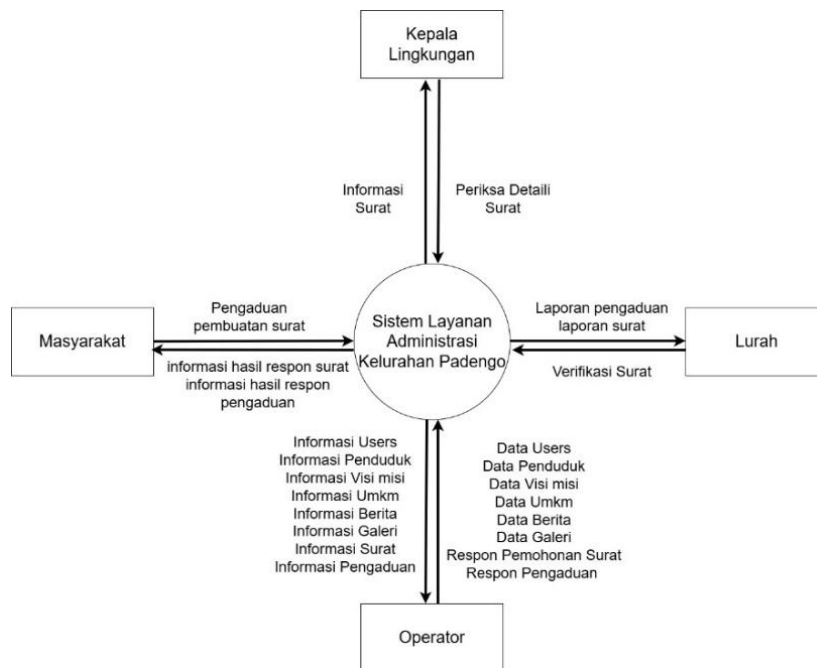 Kepala
Lingkungan
Informasi
Surat
Periksa Detaili
Surat
Masyarakat
Pengaduan
pembuatan surat
informasi hasil respon surat
informasi hasil respon
pengaduan
Sistem Layanan
Administrasi
Kelurahan Padengo
Laporan pengaduan
laporan surat
Verifikasi Surat
Lurah
Informasi Users
Informasi Penduduk
Informasi Visi misi
Informasi Umkm
Informasi Berita
Informasi Galeri
Informasi Surat
Informasi Pengaduan
Data Users
Data Penduduk
Data Visi misi
Data Umkm
Data Berita
Data Galeri
Respon Pemohonan Surat
Respon Pengaduan
Operator